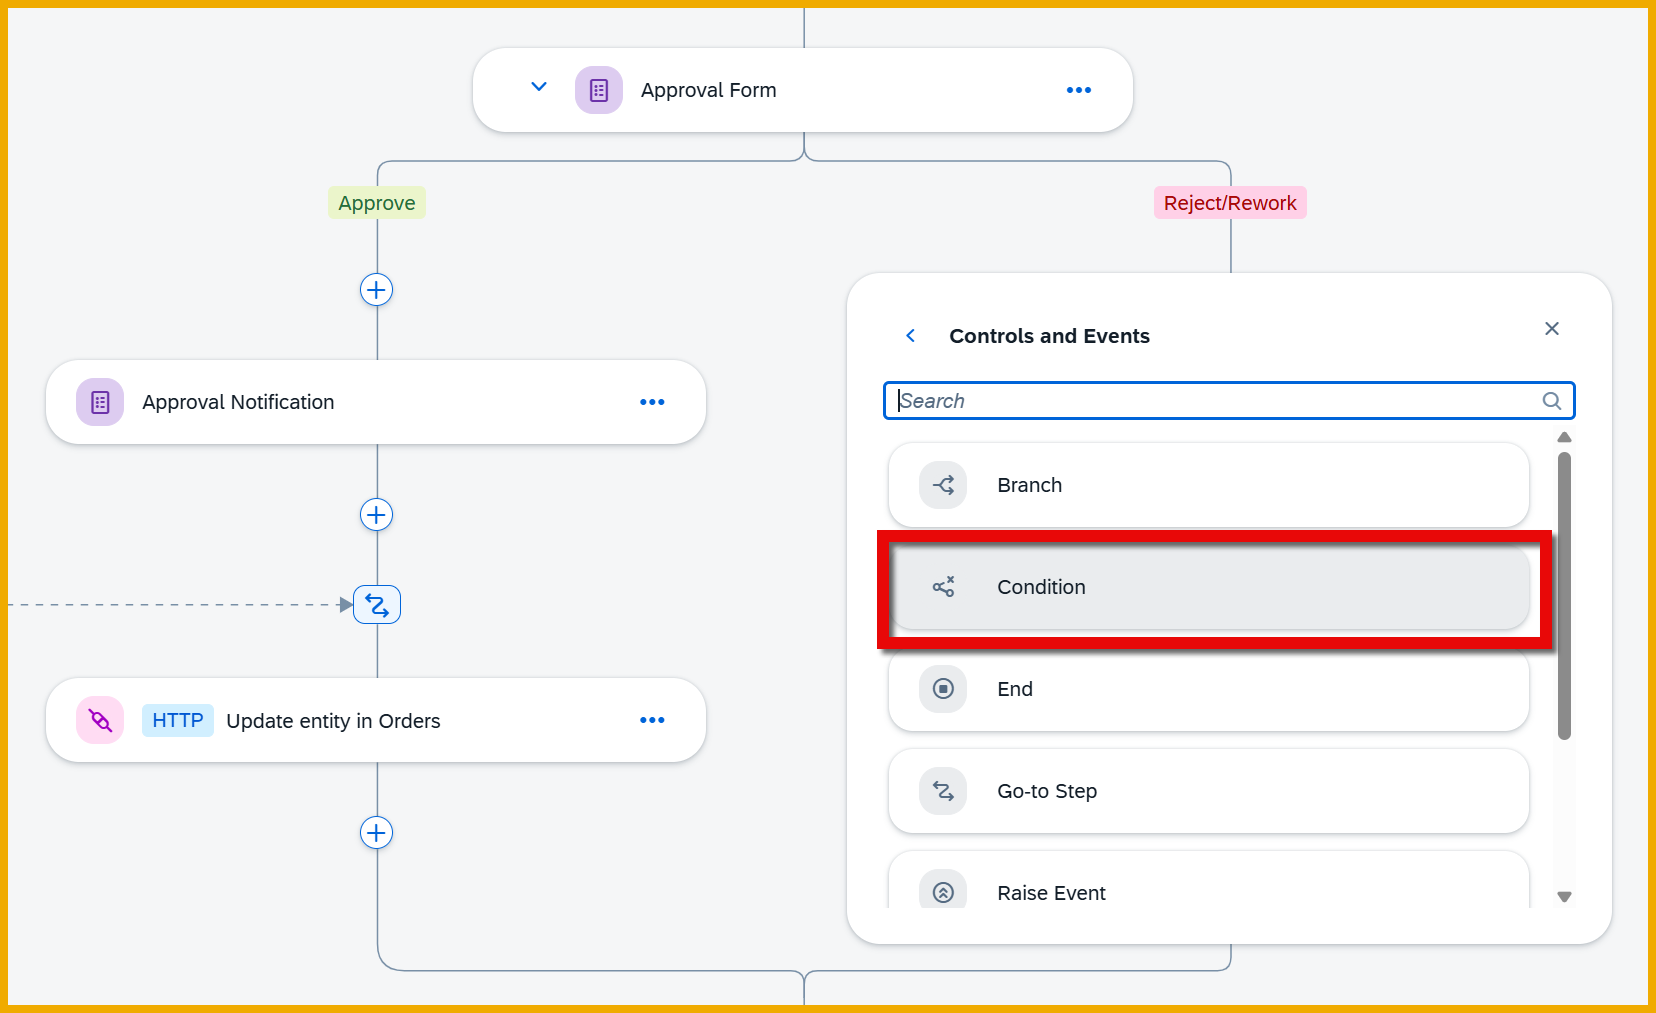 Approval Form
Approve
Reject/Rework
Approval Notification
HTTP Update entity in Orders
Controls and Events
Search
Branch
Condition
End
Go-to Step
Raise Event